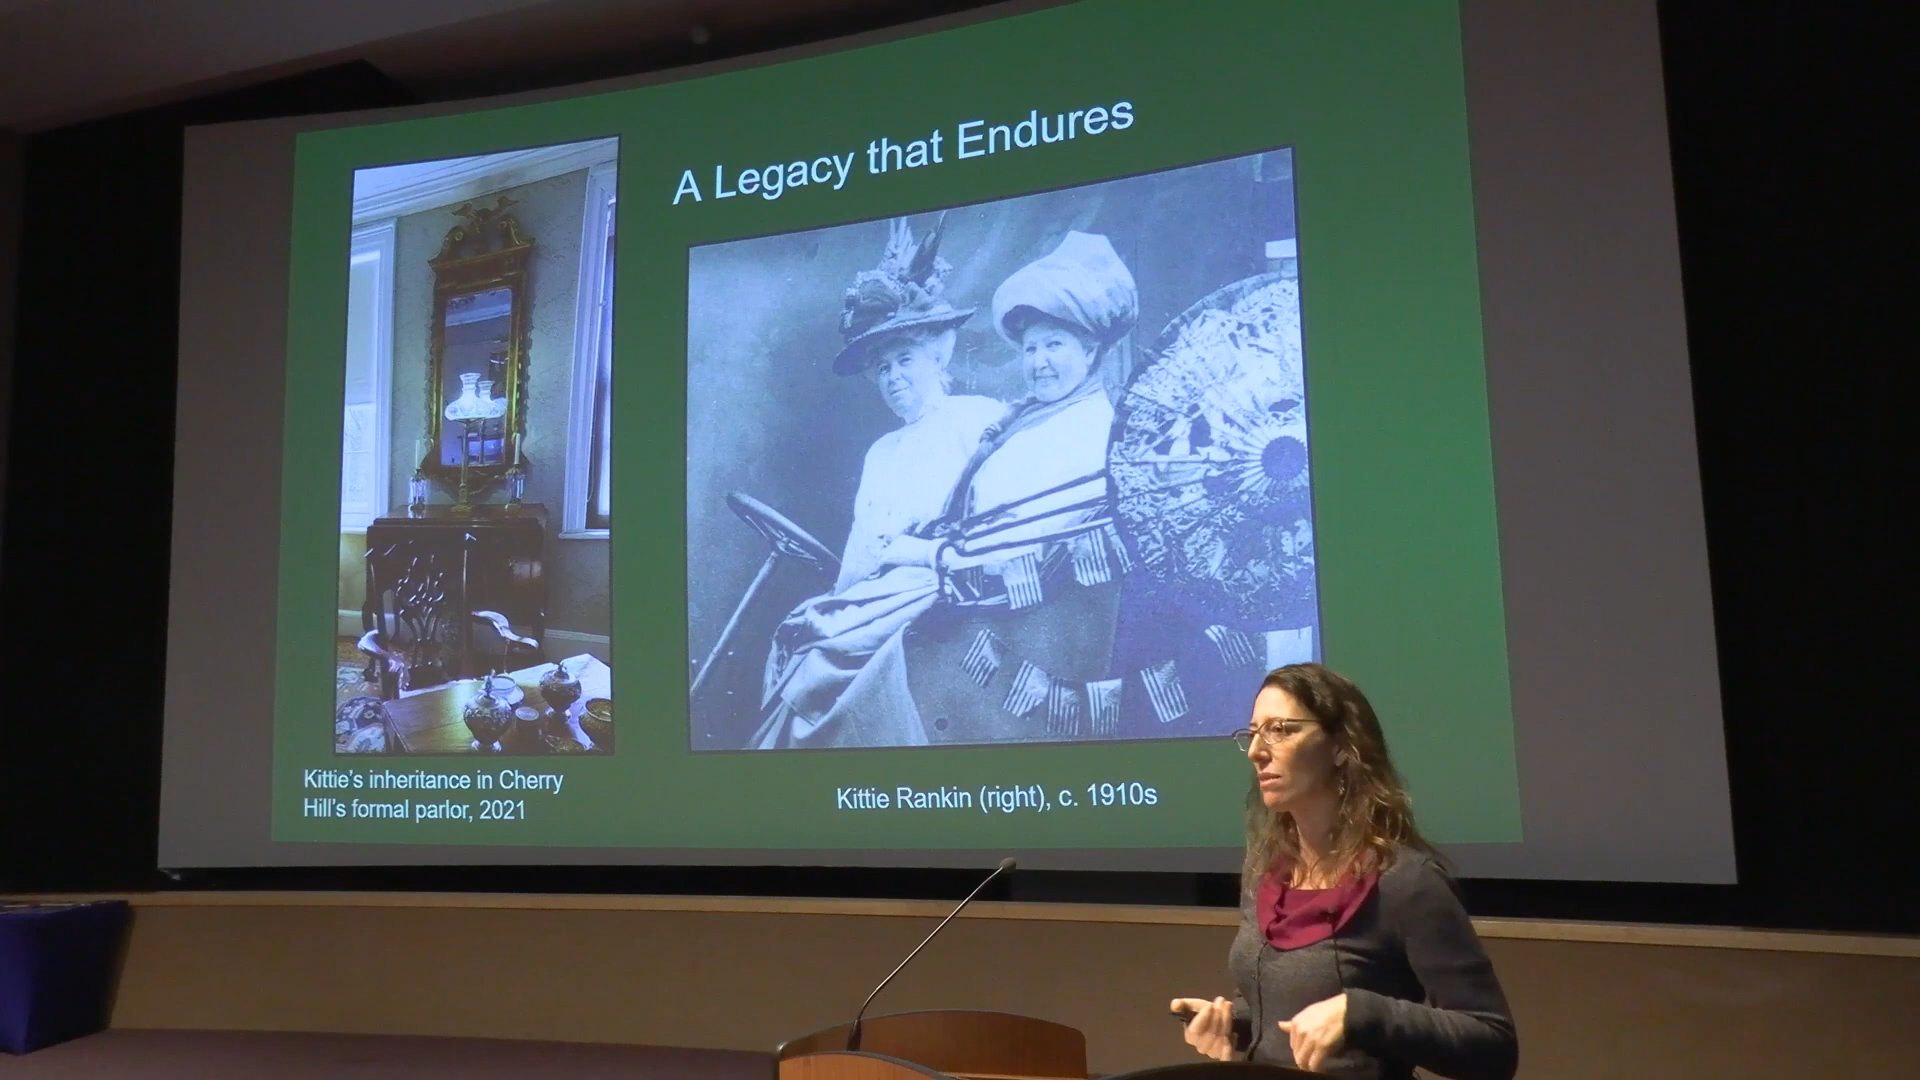 A Legacy that Endures
Kittie's inheritance in Cherry
Hill's formal parlor, 2021
Kittie Rankin (right), c. 1910s